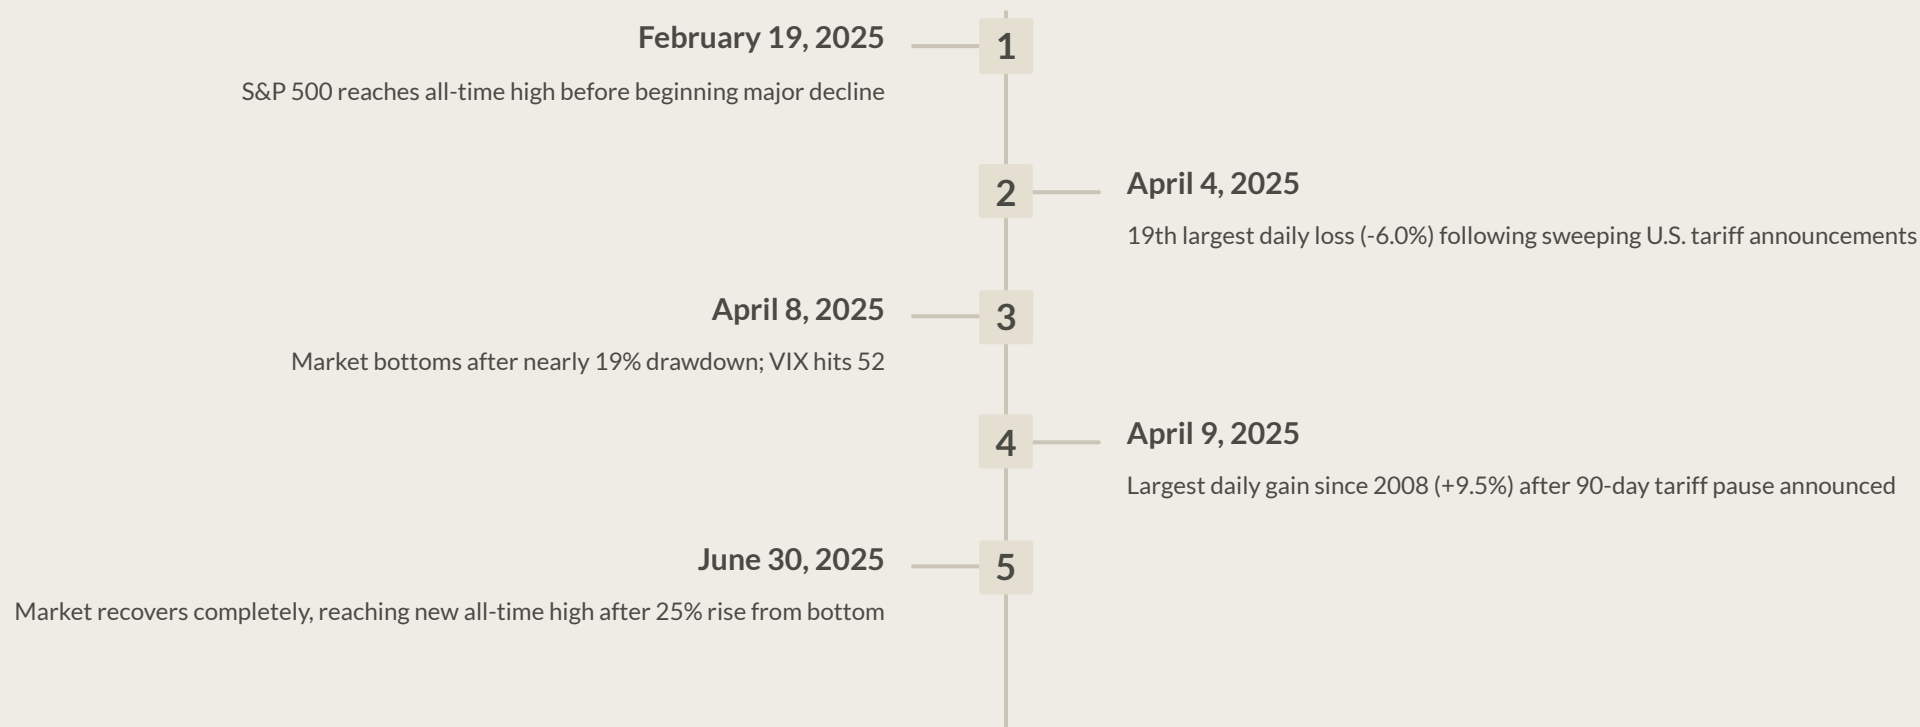 1
February 19, 2025
S&P 500 reaches all-time high before beginning major decline
2
April 4, 2025
19th largest daily loss (-6.0%) following sweeping U.S. tariff announcements
3
April 8, 2025
Market bottoms after nearly 19% drawdown; VIX hits 52
4
April 9, 2025
Largest daily gain since 2008 (+9.5%) after 90-day tariff pause announced
5
June 30, 2025
Market recovers completely, reaching new all-time high after 25% rise from bottom